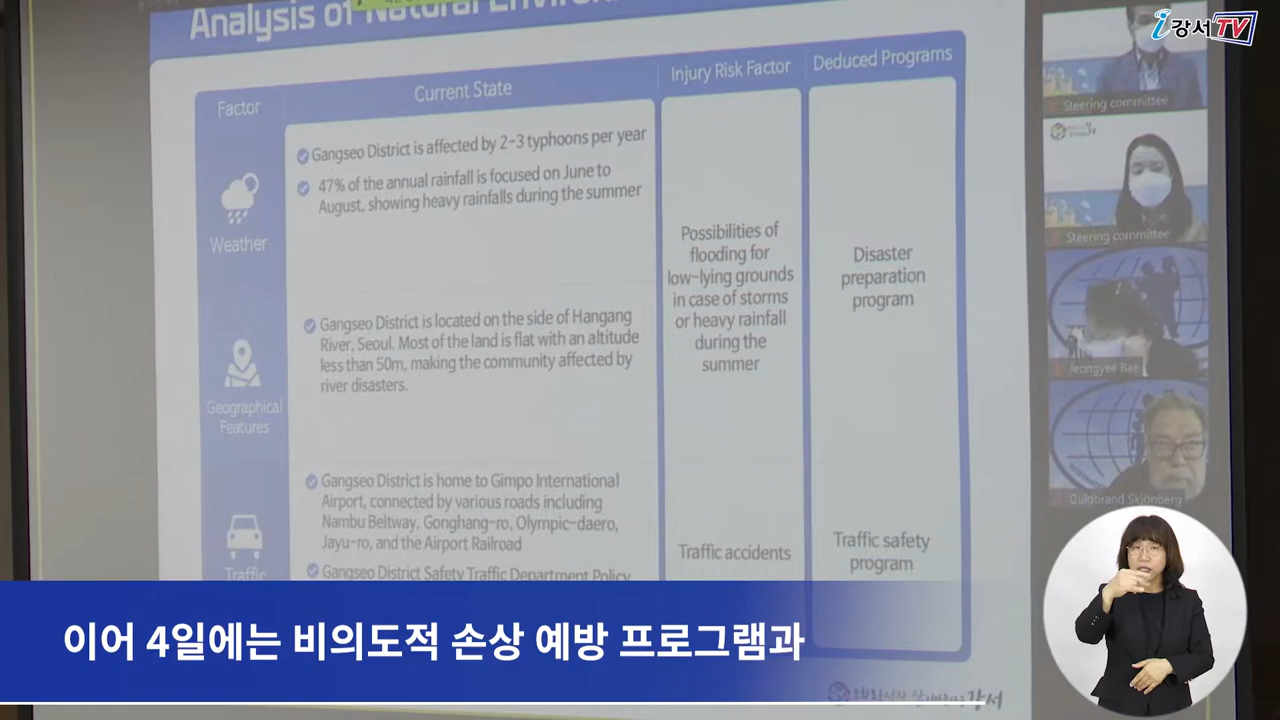 Analysis of Natural
i강서TV
Factor
Current State
Injury Risk Factor
Deduced Programs
Weather
Gangseo District is affected by 2-3 typhoons per year
47% of the annual rainfall is focused on June to
August, showing heavy rainfalls during the summer
Geographical
Features
Gangseo District is located on the side of Hangang
River, Seoul. Most of the land is flat with an altitude
less than 50m, making the community affected by
river disasters.
Possibilities of
flooding for
low-lying grounds
in case of storms
or heavy rainfall
during the
summer
Disaster
preparation
program
Traffic
Gangseo District is home to Gimpo International
Airport, connected by various roads including
Nambu Beltway, Gonghang-ro, Olympic-daero,
Jayu-ro, and the Airport Railroad
Gangseo District Safety Traffic Department Policy
Traffic accidents
Traffic safety
program
Steering committee
Steering committee
Jeongyee Bae
Guldbrand Skjönberg
이어 4일에는 비의도적 손상 예방 프로그램과
강서